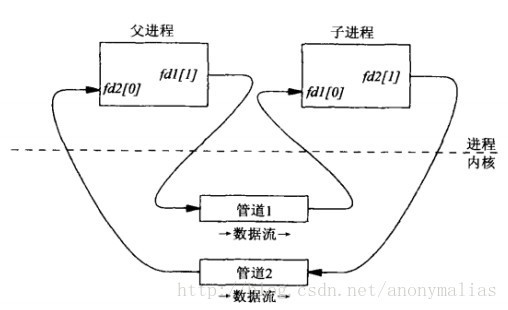 父进程
子进程
fd1[1]
fd2[0]
fd2[1]
fd1[0]
进程
内核
管道1
→数据流→
管道2
→数据流→
http://blog.csdn.net/anonymalias